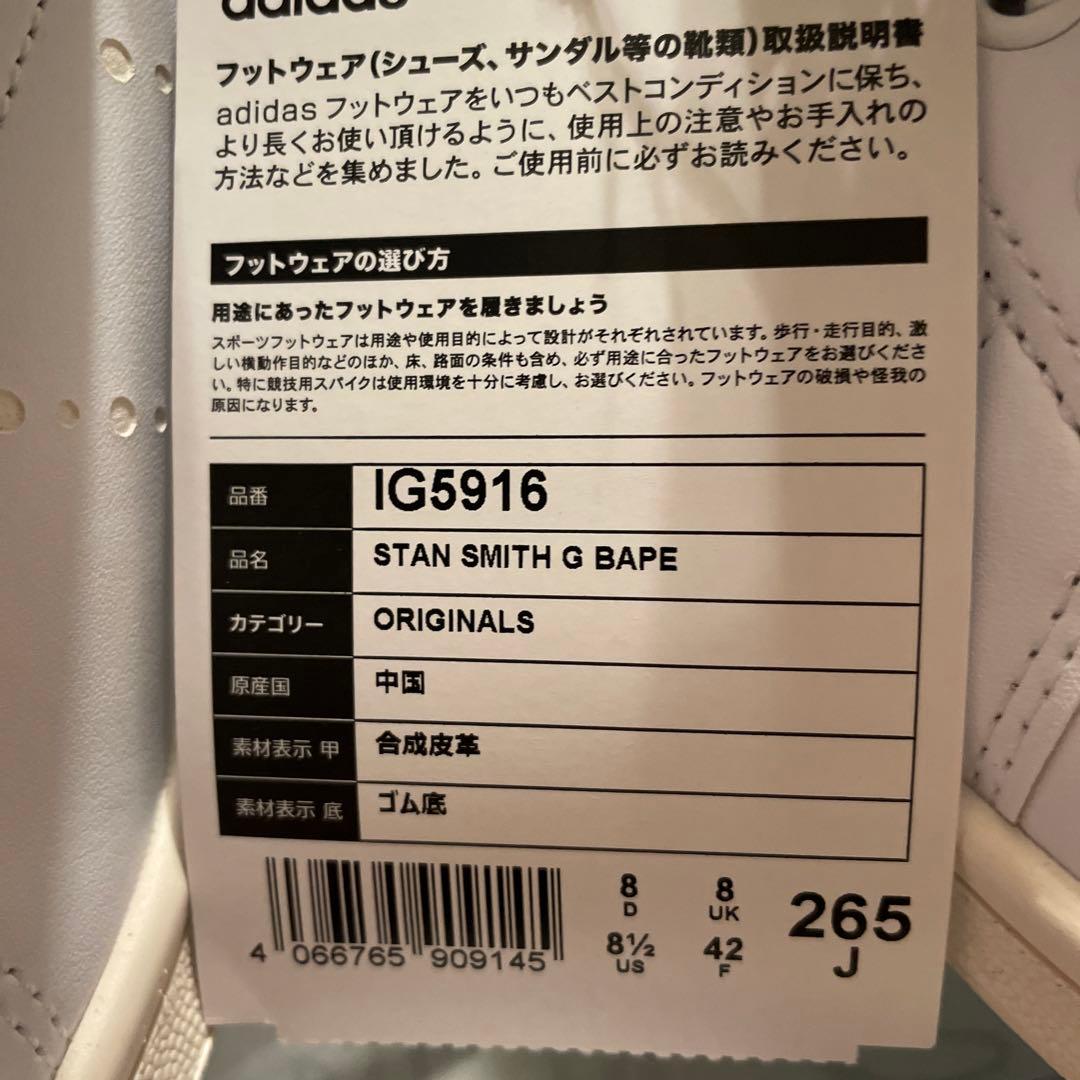 adidas
フットウェア(シューズ、サンダル等の靴類)取扱説明書
adidas フットウェアをいつもベストコンディションに保ち、
より長くお使い頂けるように、使用上の注意やお手入れの
方法などを集めました。ご使用前に必ずお読みください。
フットウェアの選び方
用途にあったフットウェアを履きましょう
スポーツフットウェアは用途や使用目的によって設計がそれぞれされています。歩行・走行目的、激
しい横動作目的などのほか、床、路面の条件も含め、必ず用途に合ったフットウェアをお選びくださ
い。特に競技用スパイクは使用環境を十分に考慮し、お選びください。フットウェアの破損や怪我の
原因になります。
品番 IG5916
品名 STAN SMITH G BAPE
カテゴリー ORIGINALS
原産国 中国
素材表示 甲 合成皮革
素材表示 底 ゴム底
8 D 8 UK 265 J
8½ US 42 F
4 066765 909145